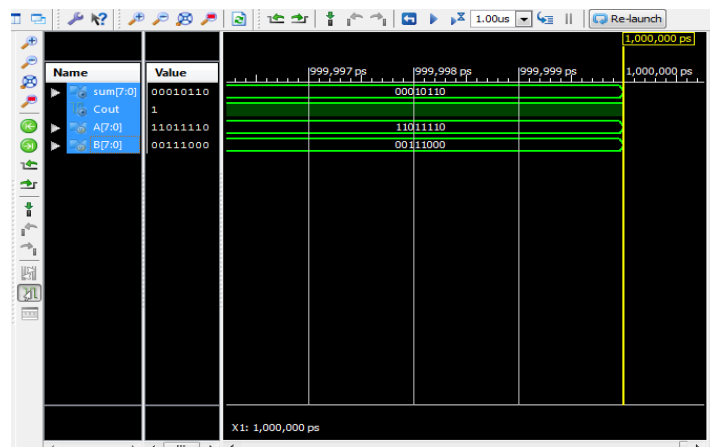 1.00us Re-launch
1,000,000 ps
Name Value 999,997 ps 999,998 ps 999,999 ps 1,000,000 ps
sum[7:0] 00010110 00010110
Cout 1
A[7:0] 11011110 11011110
B[7:0] 00111000 00111000
X1: 1,000,000 ps